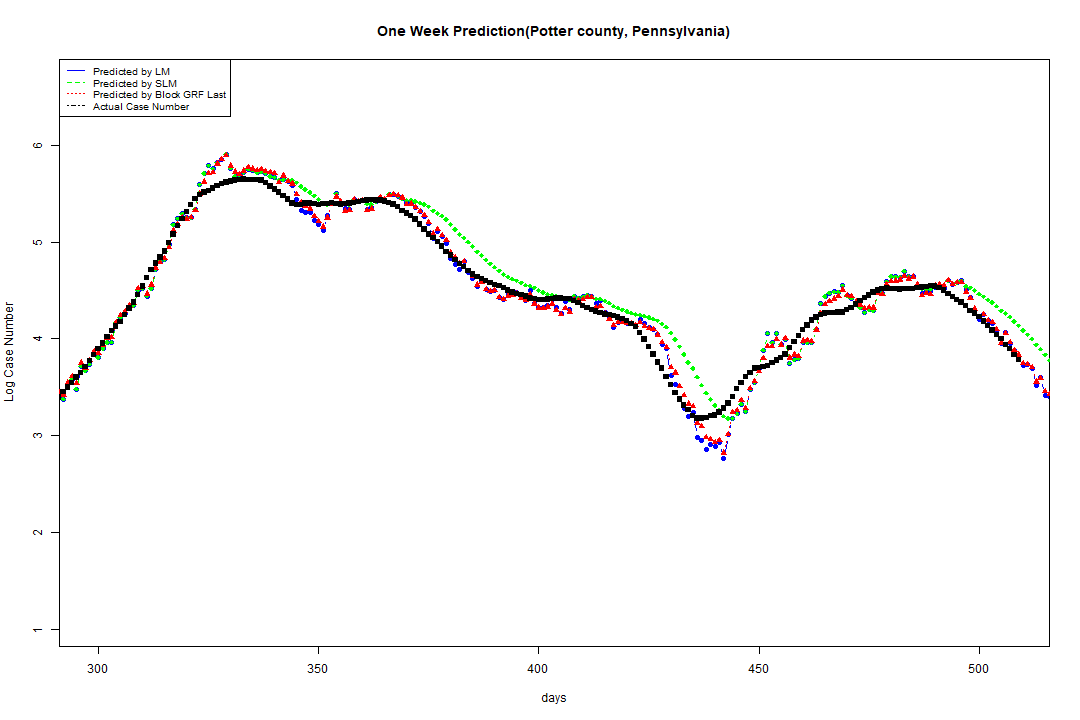 One Week Prediction(Potter county, Pennsylvania)
Predicted by LM
Predicted by SLM
Predicted by Block GRF Last
Actual Case Number
6
5
4
3
2
1
Log Case Number
300 350 400 450 500
days